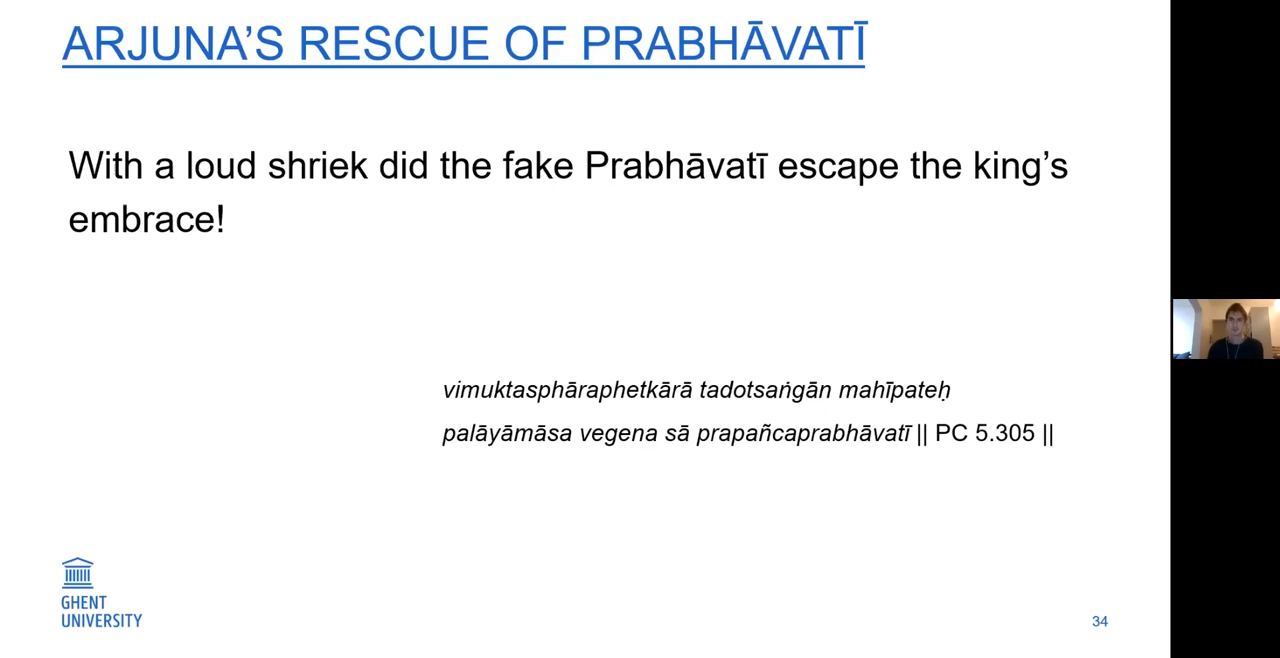 ARJUNA’S RESCUE OF PRABHĀVATĪ
With a loud shriek did the fake Prabhāvatī escape the king’s
embrace!
vimuktasphāraphetkārā tadotsaṅgān mahīpateḥ
palāyāmāsa vegena sā prapañcaprabhāvatī || PC 5.305 ||
GHENT
UNIVERSITY
34